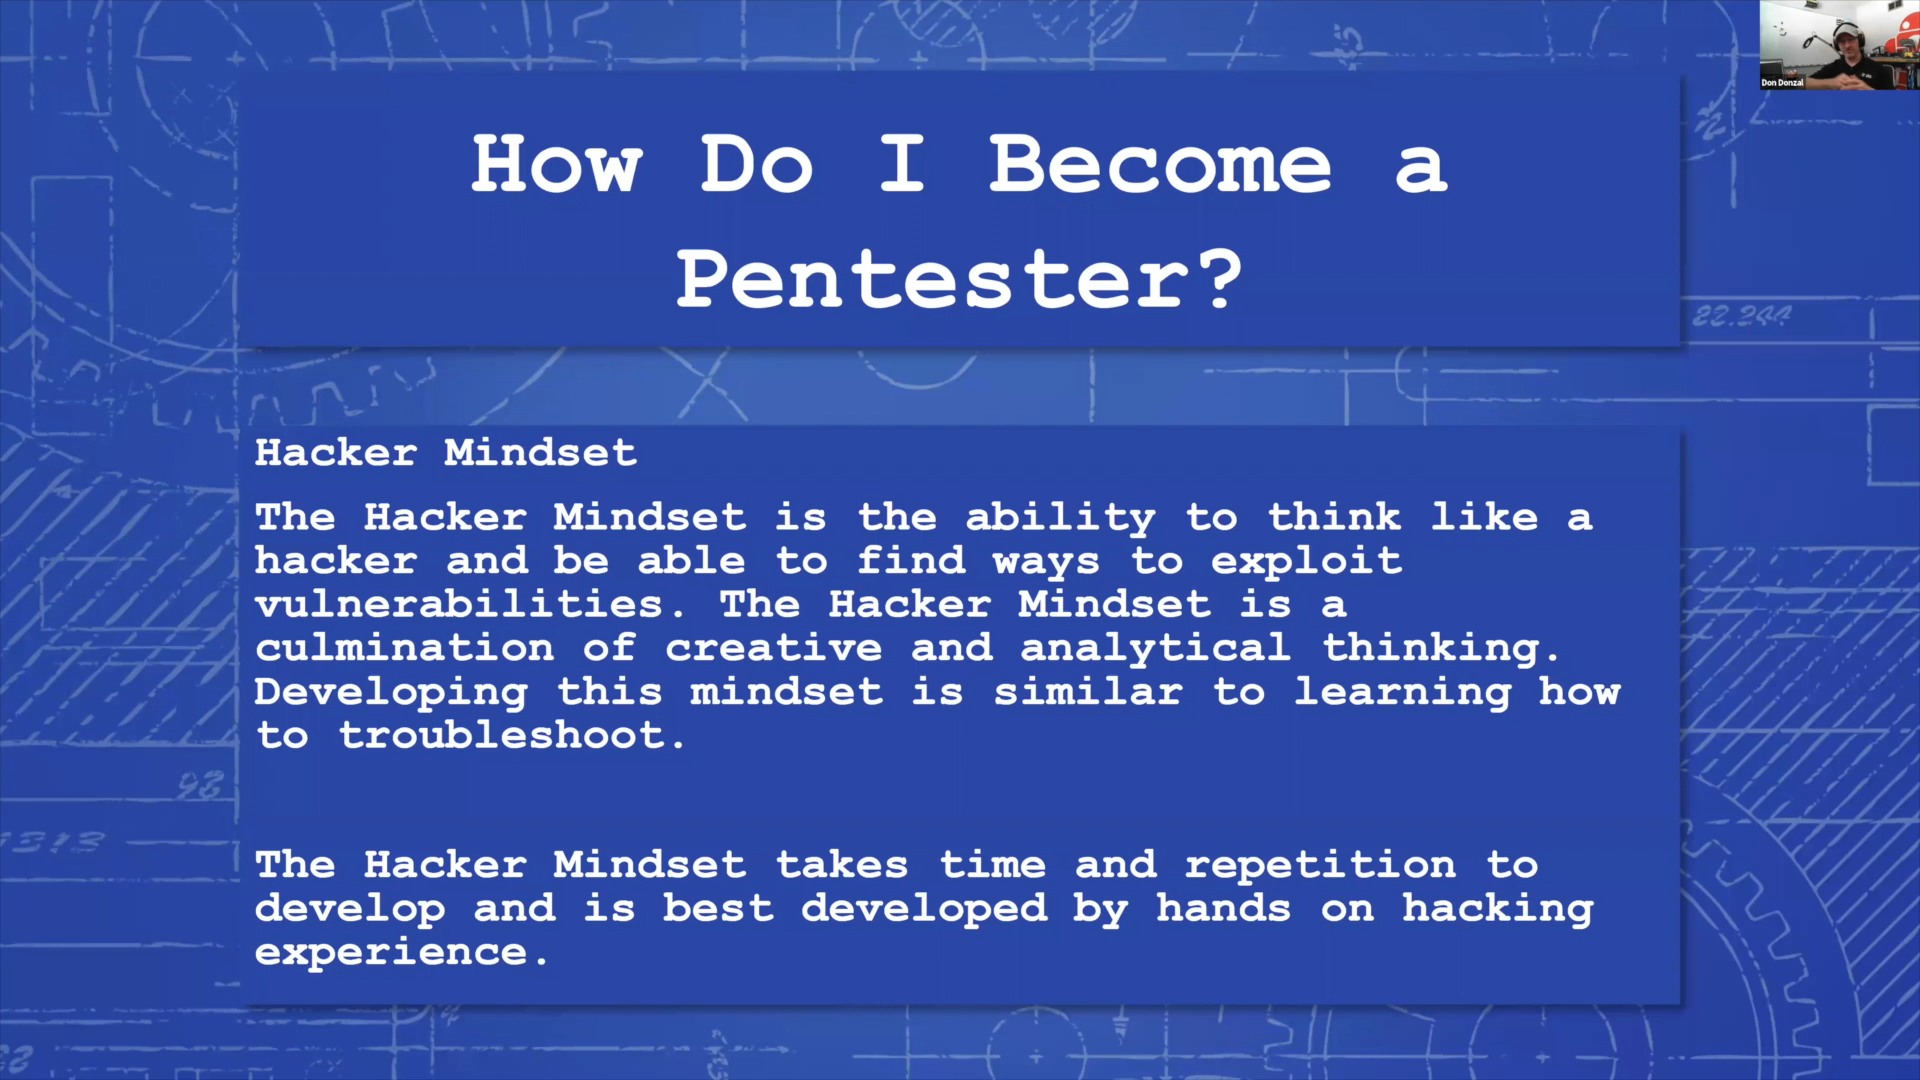 Don Donzal
How Do I Become a
Pentester?
22.244
Hacker Mindset
The Hacker Mindset is the ability to think like a
hacker and be able to find ways to exploit
vulnerabilities. The Hacker Mindset is a
culmination of creative and analytical thinking.
Developing this mindset is similar to learning how
to troubleshoot.
The Hacker Mindset takes time and repetition to
develop and is best developed by hands on hacking
experience.